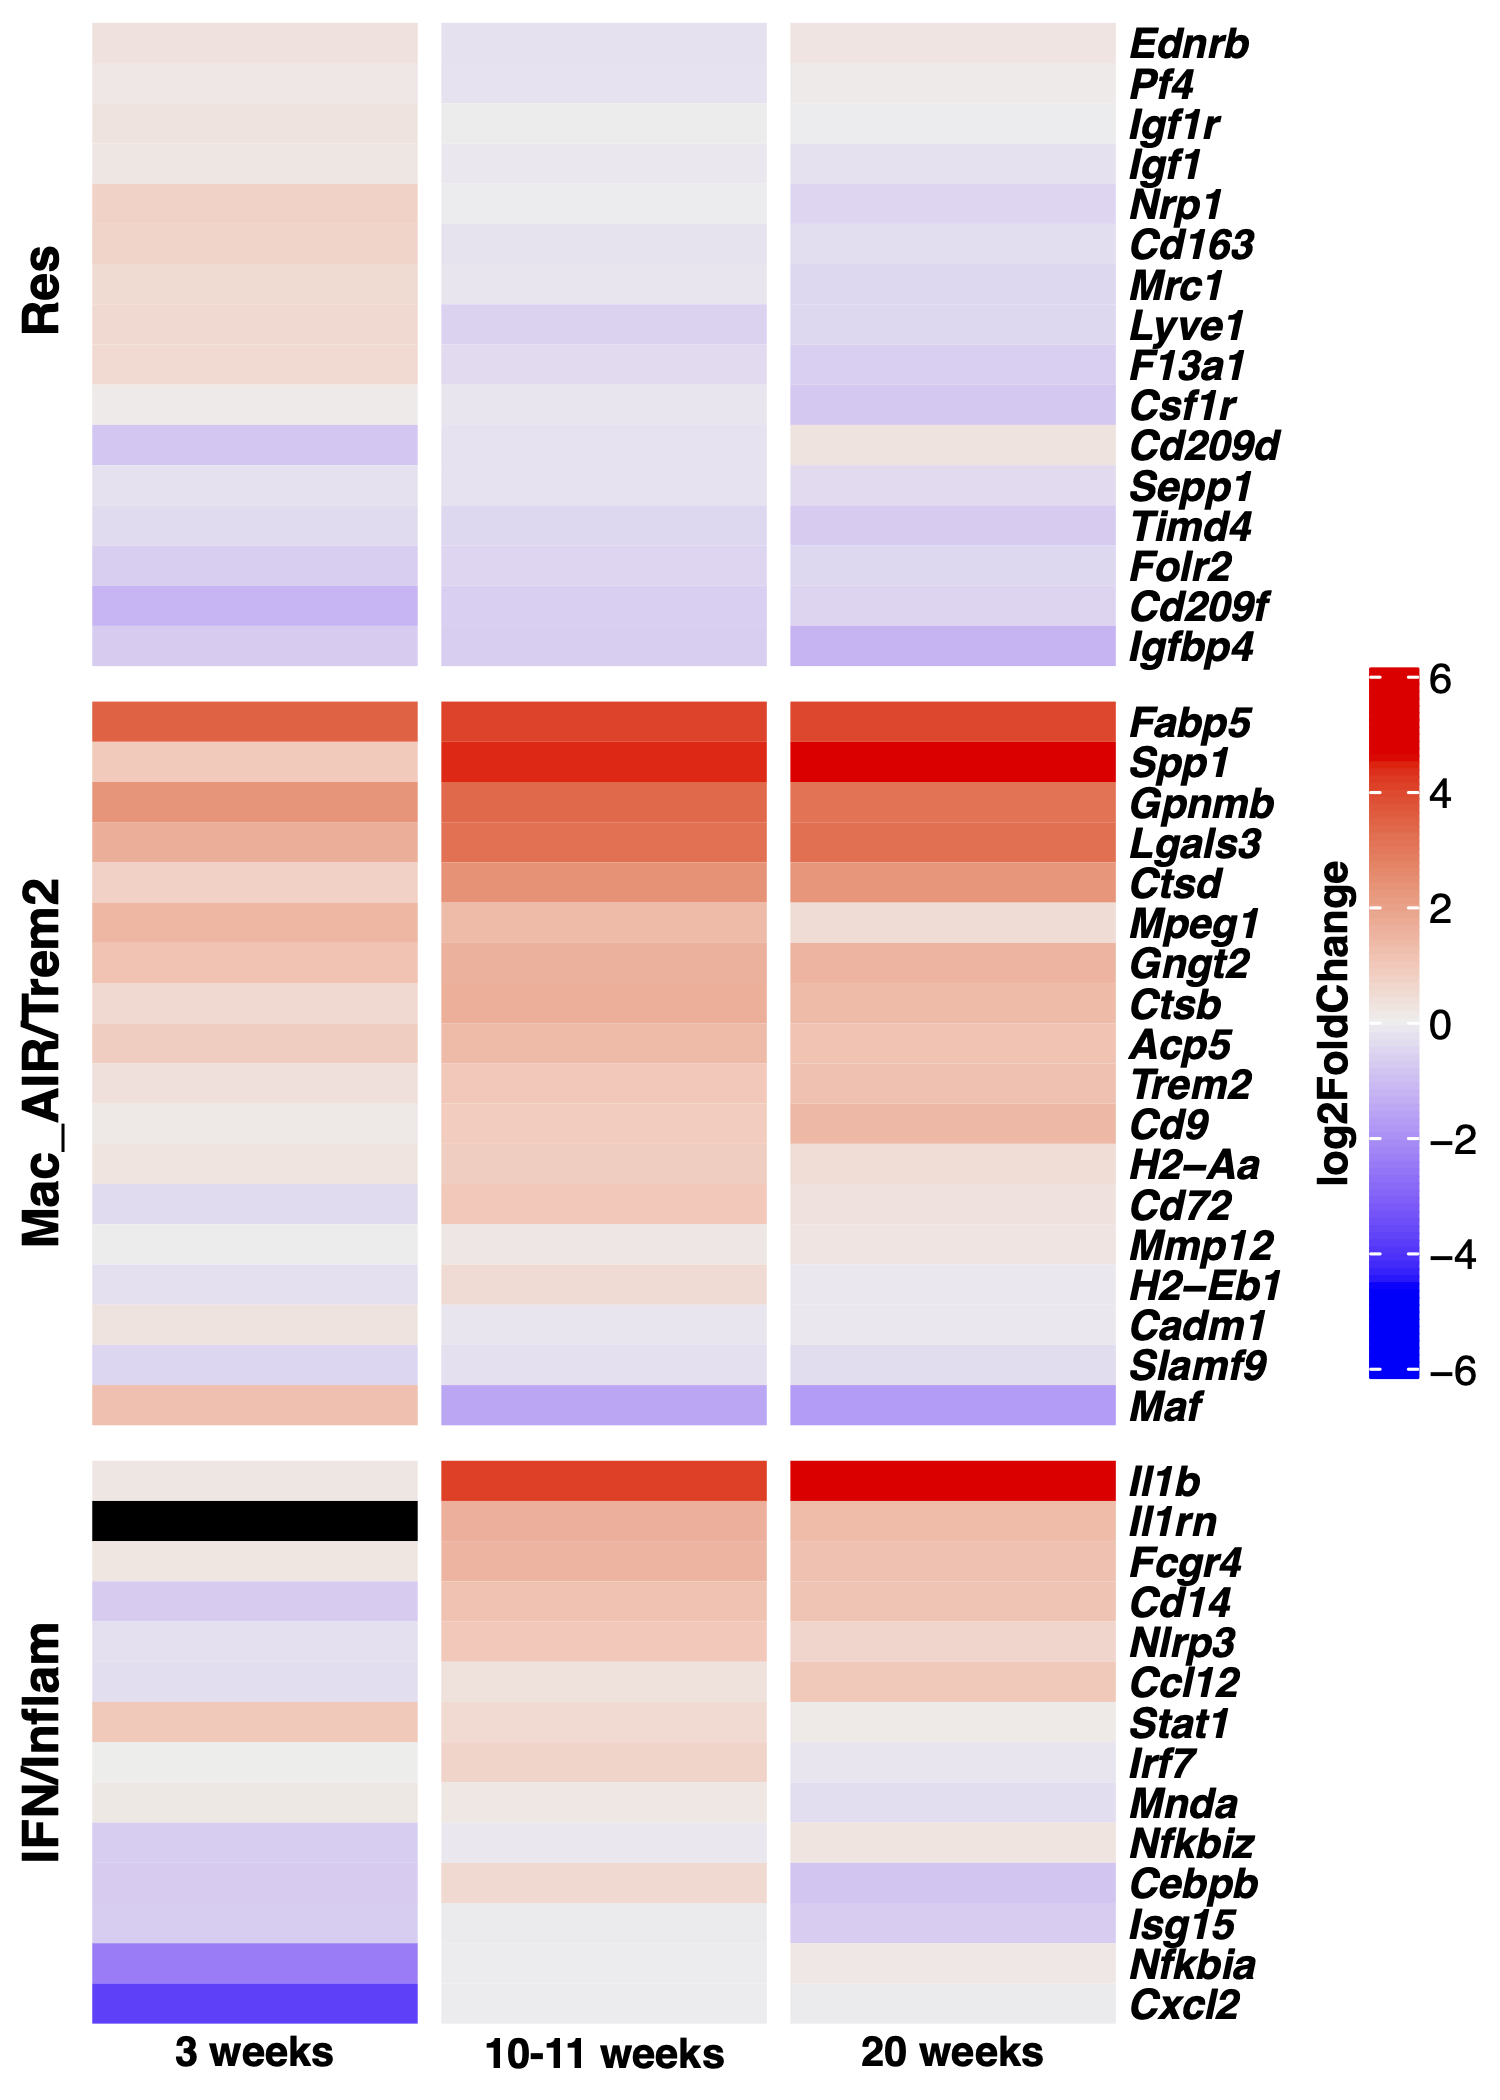 Res
Ednrb
Pf4
Igf1r
Igf1
Nrp1
Cd163
Mrc1
Lyve1
F13a1
Csf1r
Cd209d
Sepp1
Timd4
Folr2
Cd209f
Igfbp4
Mac_AIR/Trem2
Fabp5
Spp1
Gpnmb
Lgals3
Ctsd
Mpeg1
Gngt2
Ctsb
Acp5
Trem2
Cd9
H2–Aa
Cd72
Mmp12
H2–Eb1
Cadm1
Slamf9
Maf
IFN/Inflam
Il1b
Il1rn
Fcgr4
Cd14
Nlrp3
Ccl12
Stat1
Irf7
Mnda
Nfkbiz
Cebpb
Isg15
Nfkbia
Cxcl2
3 weeks
10-11 weeks
20 weeks
log2FoldChange
6
4
2
0
−2
−4
−6